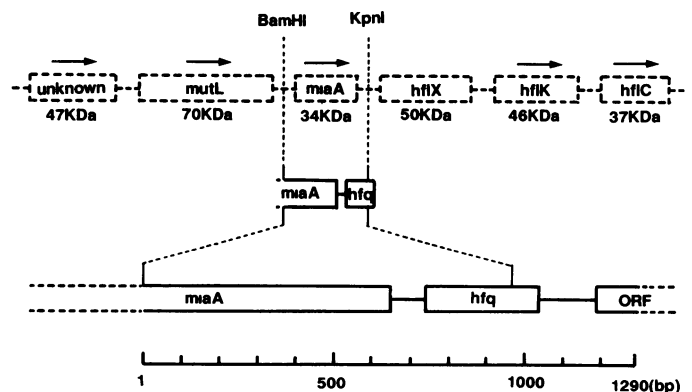 BamHI KpnI
unknown mutL miaA hflX hflK hflC
47KDa 70KDa 34KDa 50KDa 46KDa 37KDa
miaA hfq
miaA hfq ORF
1 500 1000 1290(bp)